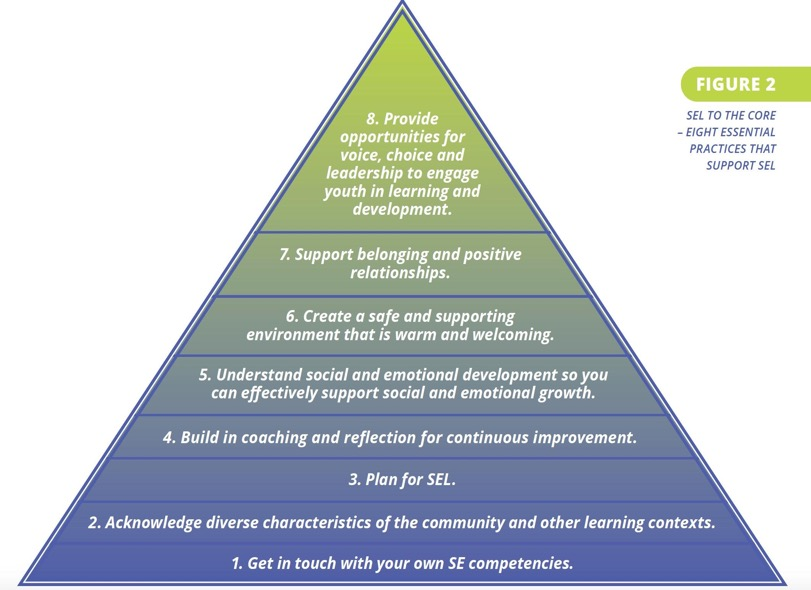 FIGURE 2
SEL TO THE CORE
– EIGHT ESSENTIAL
PRACTICES THAT
SUPPORT SEL
8. Provide
opportunities for
voice, choice and
leadership to engage
youth in learning and
development.
7. Support belonging and positive
relationships.
6. Create a safe and supporting
environment that is warm and welcoming.
5. Understand social and emotional development so you
can effectively support social and emotional growth.
4. Build in coaching and reflection for continuous improvement.
3. Plan for SEL.
2. Acknowledge diverse characteristics of the community and other learning contexts.
1. Get in touch with your own SE competencies.